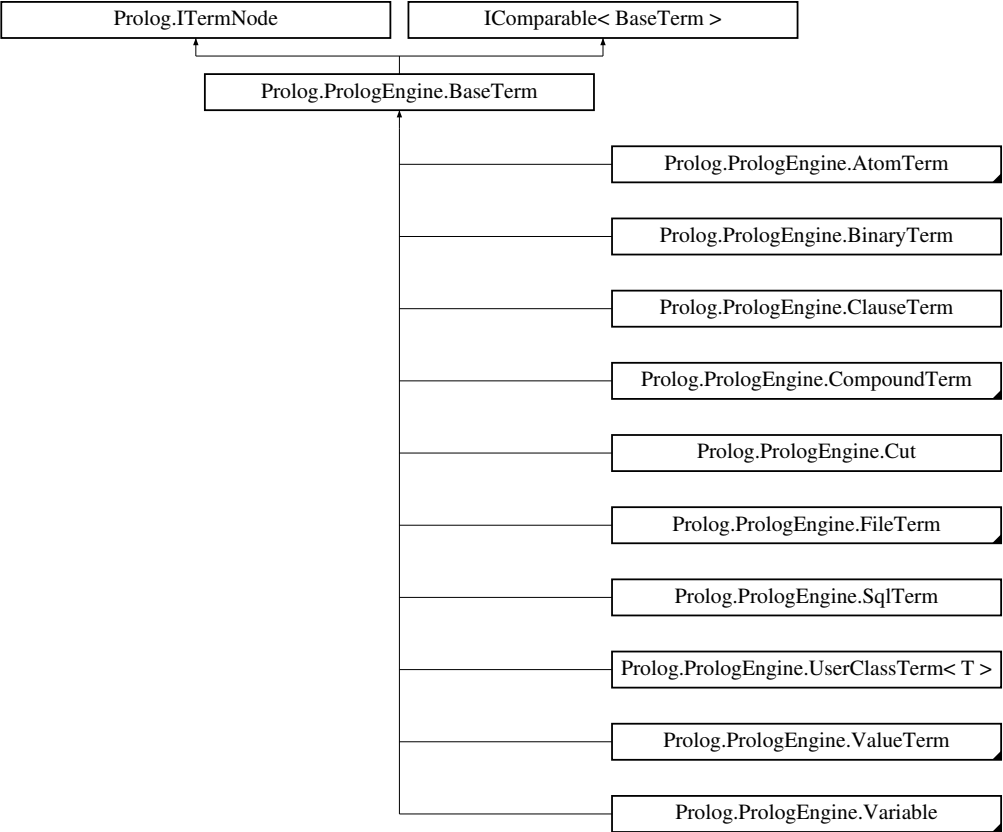 Prolog.ITermNode
IComparable< BaseTerm >
Prolog.PrologEngine.BaseTerm
Prolog.PrologEngine.AtomTerm
Prolog.PrologEngine.BinaryTerm
Prolog.PrologEngine.ClauseTerm
Prolog.PrologEngine.CompoundTerm
Prolog.PrologEngine.Cut
Prolog.PrologEngine.FileTerm
Prolog.PrologEngine.SqlTerm
Prolog.PrologEngine.UserClassTerm< T >
Prolog.PrologEngine.ValueTerm
Prolog.PrologEngine.Variable